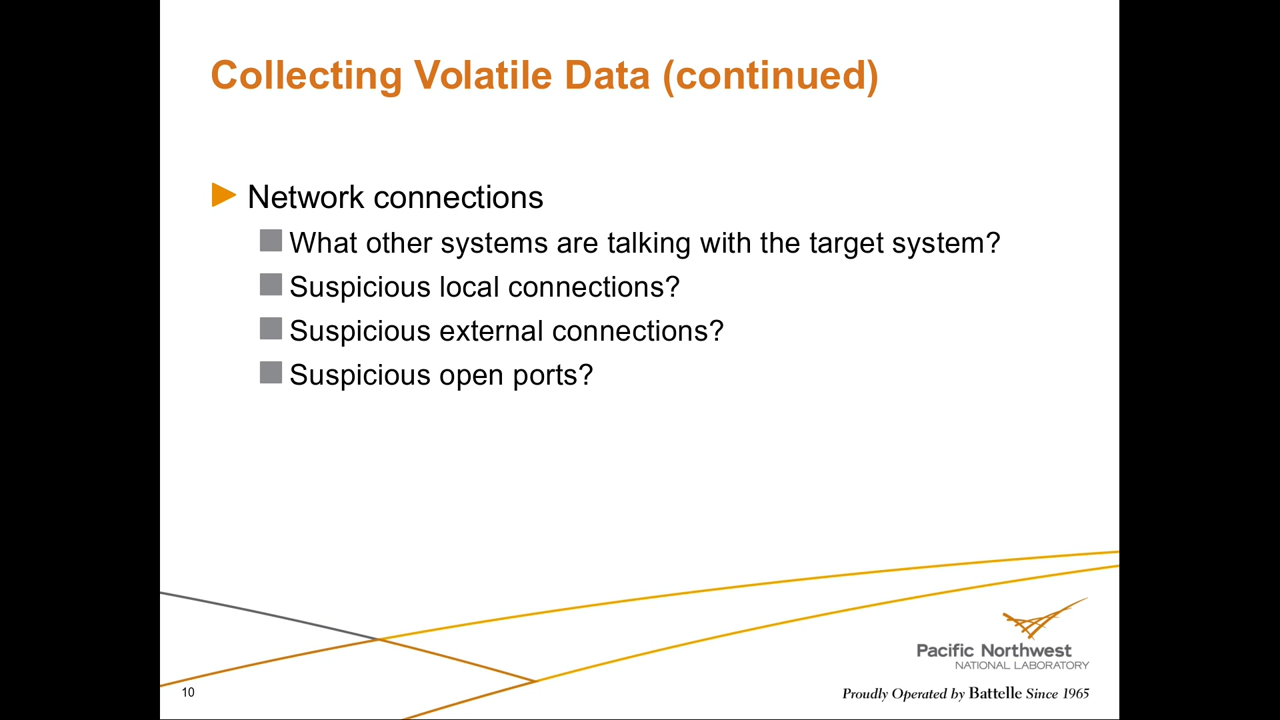 Collecting Volatile Data (continued)
Network connections
What other systems are talking with the target system?
Suspicious local connections?
Suspicious external connections?
Suspicious open ports?
Pacific Northwest
NATIONAL LABORATORY
10
Proudly Operated by Battelle Since 1965